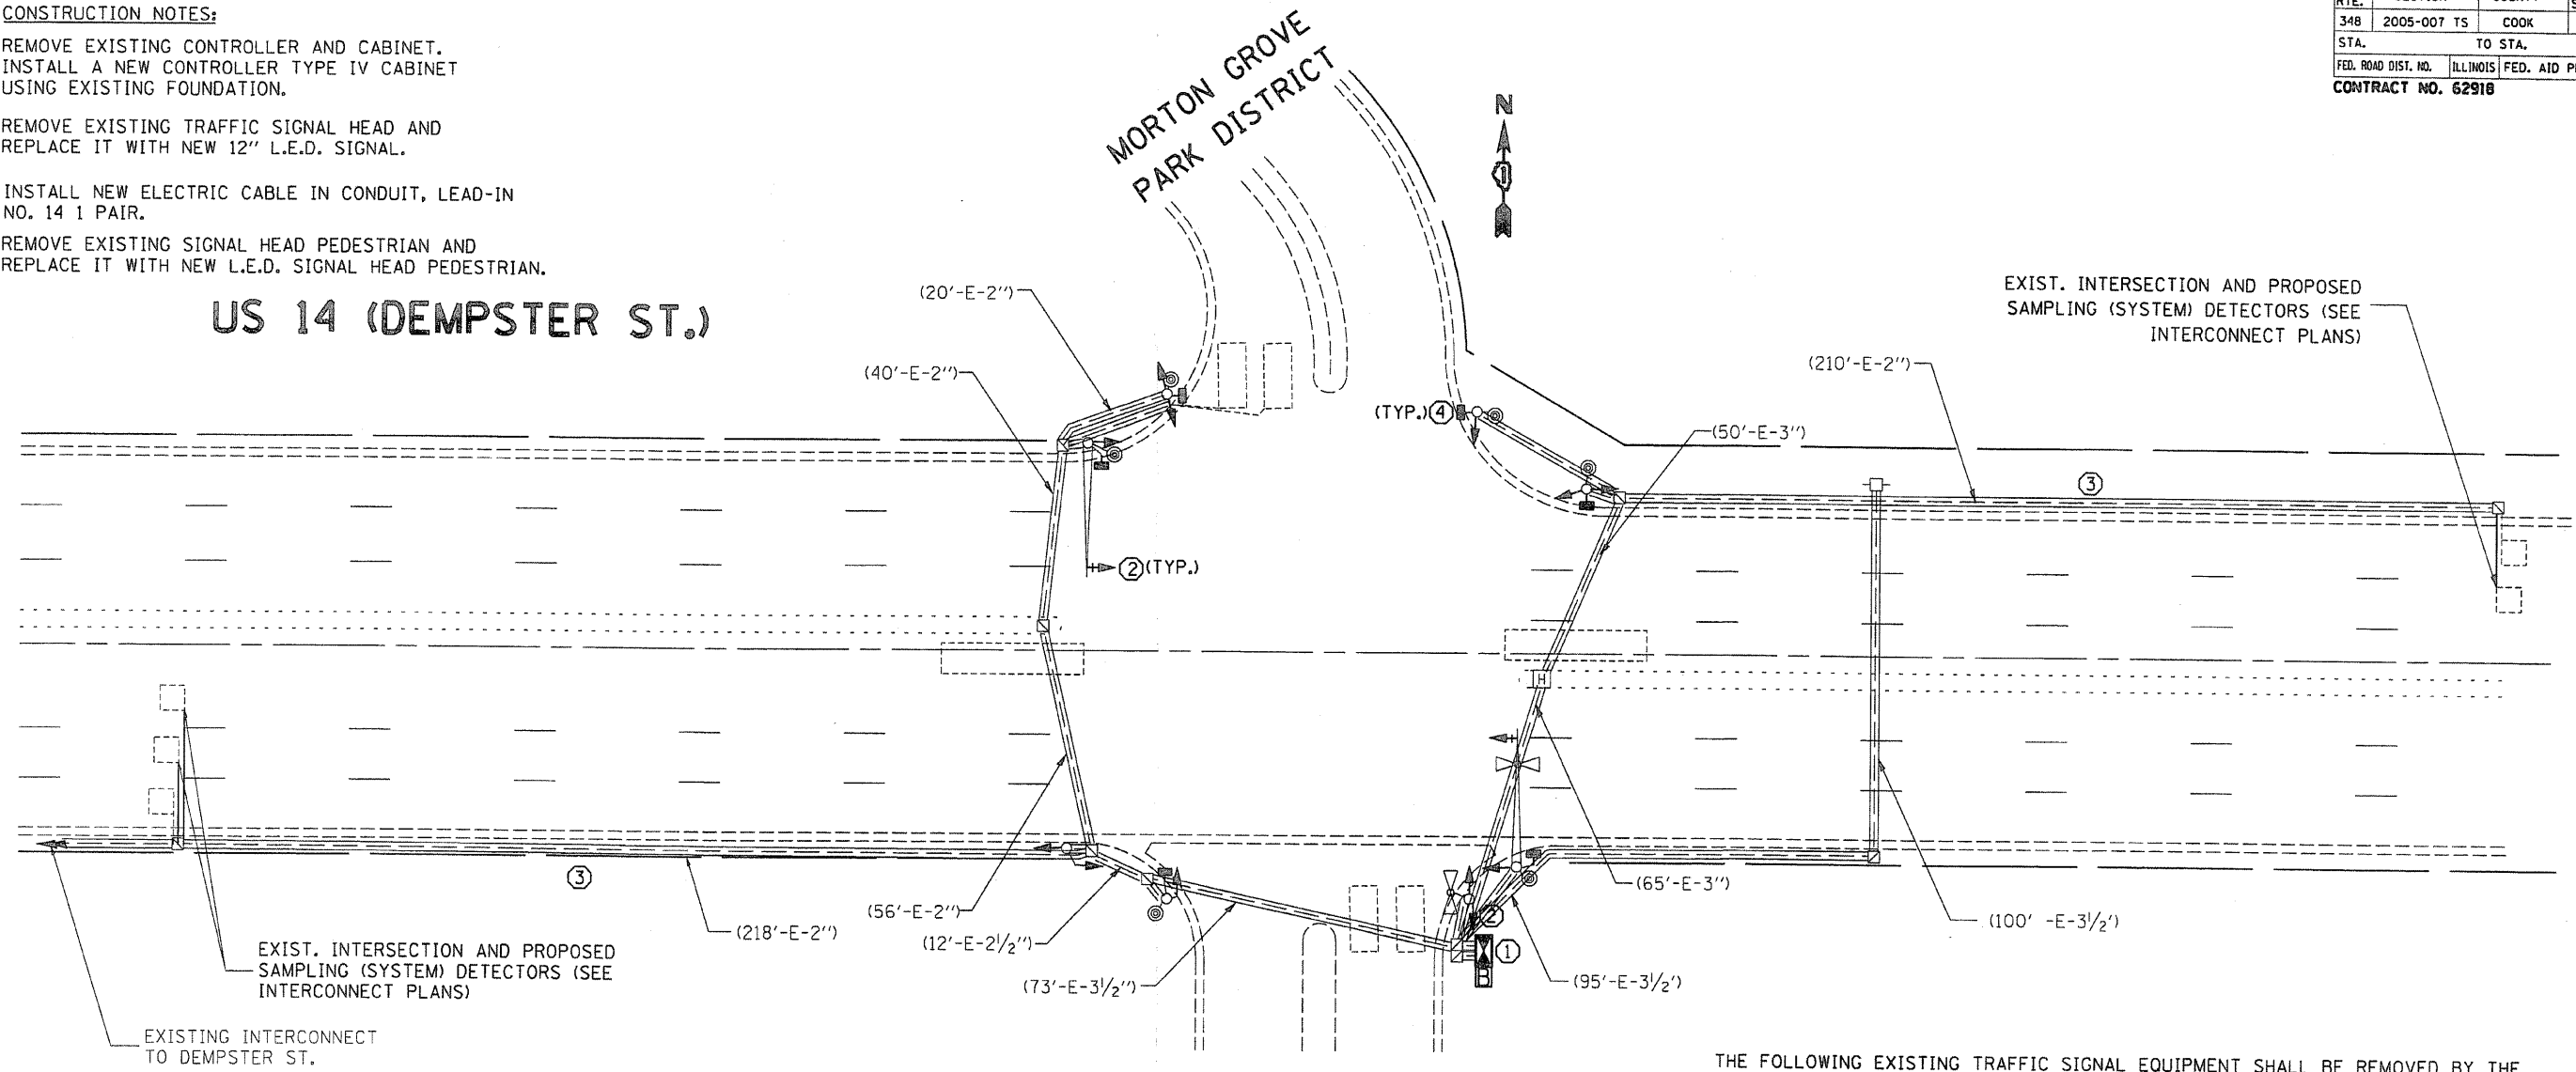 CONSTRUCTION NOTES:
REMOVE EXISTING CONTROLLER AND CABINET.
INSTALL A NEW CONTROLLER TYPE IV CABINET
USING EXISTING FOUNDATION.
REMOVE EXISTING TRAFFIC SIGNAL HEAD AND
REPLACE IT WITH NEW 12" L.E.D. SIGNAL.
INSTALL NEW ELECTRIC CABLE IN CONDUIT, LEAD-IN
NO. 14 1 PAIR.
REMOVE EXISTING SIGNAL HEAD PEDESTRIAN AND
REPLACE IT WITH NEW L.E.D. SIGNAL HEAD PEDESTRIAN.
US 14 (DEMPSTER ST.)
MORTON GROVE
PARK DISTRICT
N
1
RTE.
348 2005-007 TS COOK
STA. TO STA.
FED. ROAD DIST. NO. ILLINOIS FED. AID
CONTRACT NO. 62918
EXIST. INTERSECTION AND PROPOSED
SAMPLING (SYSTEM) DETECTORS (SEE
INTERCONNECT PLANS)
(20'-E-2")
(40'-E-2")
(210'-E-2")
(TYP.) 4
(50'-E-3")
3
2 (TYP.)
H
(65'-E-3")
(100' -E-3½')
2
1
B
(95'-E-3½')
3
(218'-E-2")
(56'-E-2")
(12'-E-2½")
(73'-E-3½")
EXIST. INTERSECTION AND PROPOSED
SAMPLING (SYSTEM) DETECTORS (SEE
INTERCONNECT PLANS)
EXISTING INTERCONNECT
TO DEMPSTER ST.
THE FOLLOWING EXISTING TRAFFIC SIGNAL EQUIPMENT SHALL BE REMOVED BY THE